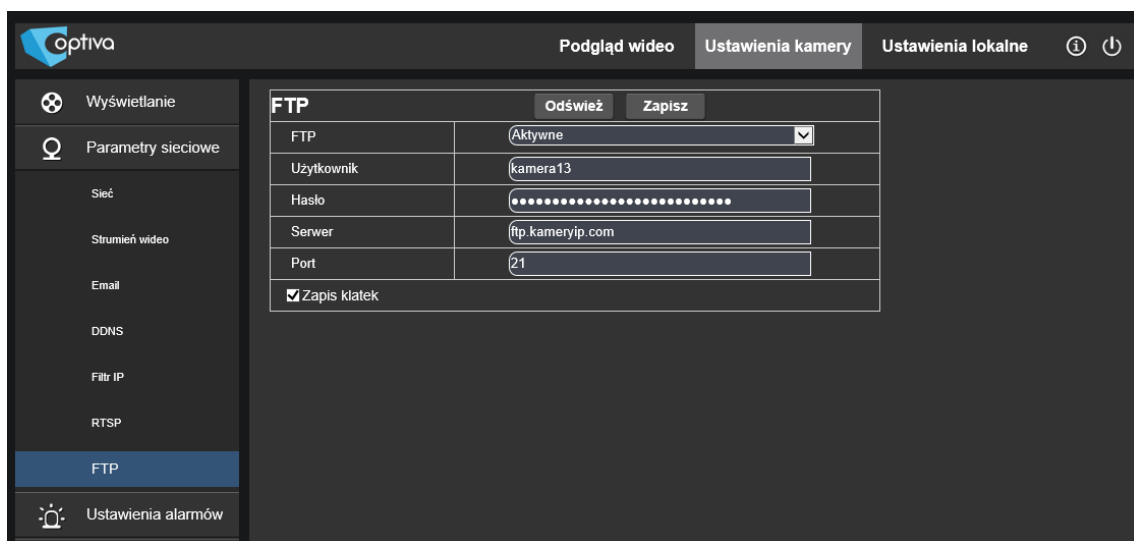 optiva
Podgląd wideo Ustawienia kamery Ustawienia lokalne
Wyświetlanie
Parametry sieciowe
Sieć
Strumień wideo
Email
DDNS
Filtr IP
RTSP
FTP
Ustawienia alarmów
FTP Odśwież Zapisz
FTP Aktywne
Użytkownik kamera13
Hasło •••••••••••••••••••••••••••
Serwer ftp.kameryip.com
Port 21
Zapis klatek